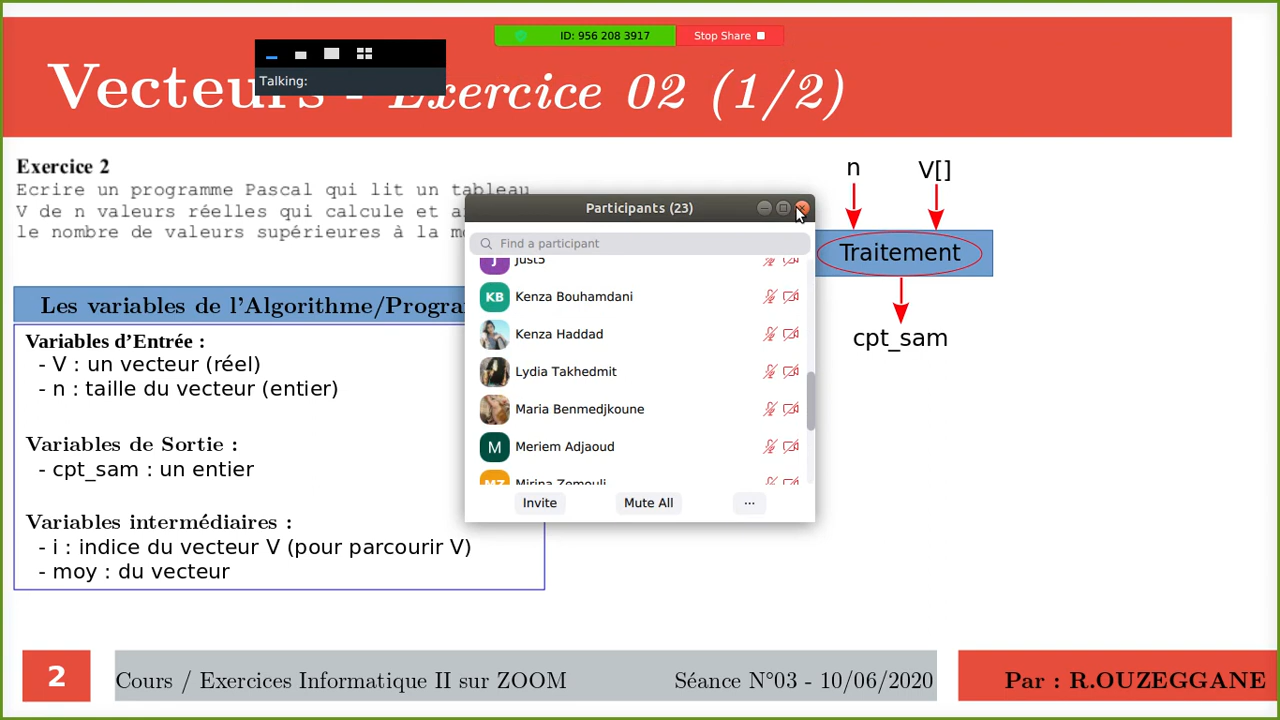 ID: 956 208 3917
Stop Share
Talking:
Vecteurs - Exercice 02 (1/2)
Exercice 2
Ecrire un programme Pascal qui lit un tableau
V de n valeurs réelles qui calcule et
le nombre de valeurs supérieures à la
Les variables de l'Algorithme/
Variables d'Entrée :
- V : un vecteur (réel)
- n : taille du vecteur (entier)
Variables de Sortie :
- cpt_sam : un entier
Variables intermédiaires :
- i : indice du vecteur V (pour parcourir V)
- moy : du vecteur
Participants (23)
Find a participant
J Just5
KB Kenza Bouhamdani
Kenza Haddad
Lydia Takhedmit
Maria Benmedjkoune
M Meriem Adjaoud
MZ
Invite
Mute All
...
n
V[]
Traitement
cpt_sam
2
Cours / Exercices Informatique II sur ZOOM
Séance N°03 - 10/06/2020
Par : R.OUZEGGANE